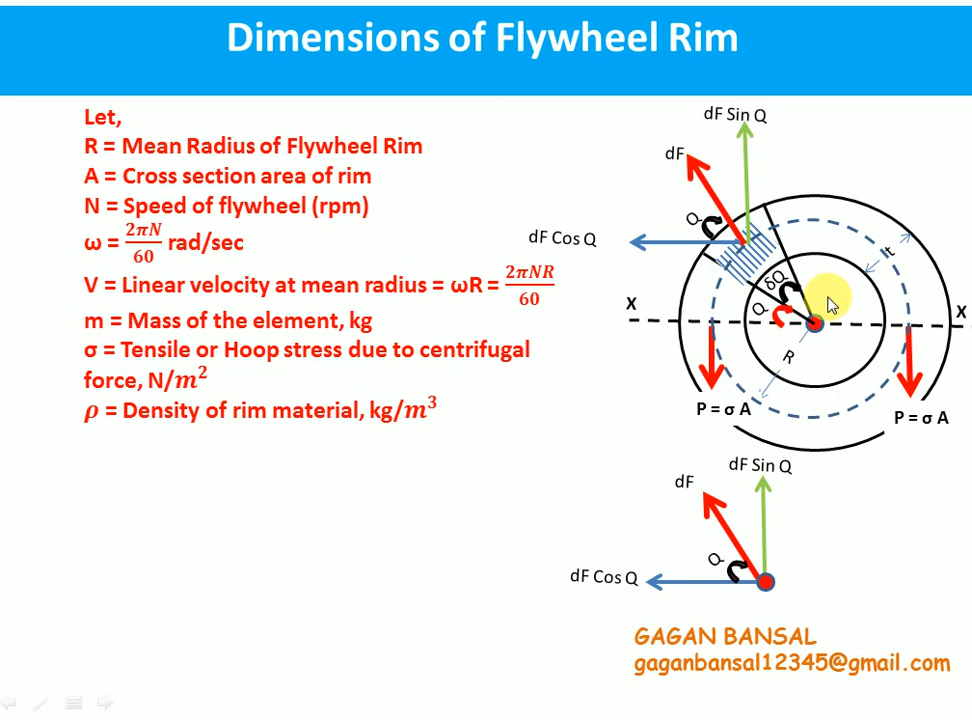 Dimensions of Flywheel Rim
Let,
R = Mean Radius of Flywheel Rim
A = Cross section area of rim
N = Speed of flywheel (rpm)
ω = 2πN/60 rad/sec
V = Linear velocity at mean radius = ωR = 2πNR/60
m = Mass of the element, kg
σ = Tensile or Hoop stress due to centrifugal
force, N/m²
ρ = Density of rim material, kg/m³
dF Sin Q
dF
Q
dF Cos Q
t
δQ
Q
X
X
R
P = σ A
P = σ A
dF Sin Q
dF
Q
dF Cos Q
GAGAN BANSAL
gaganbansal12345@gmail.com